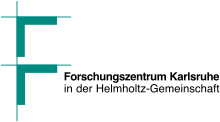 Forschungszentrum Karlsruhe
in der Helmholtz-Gemeinschaft